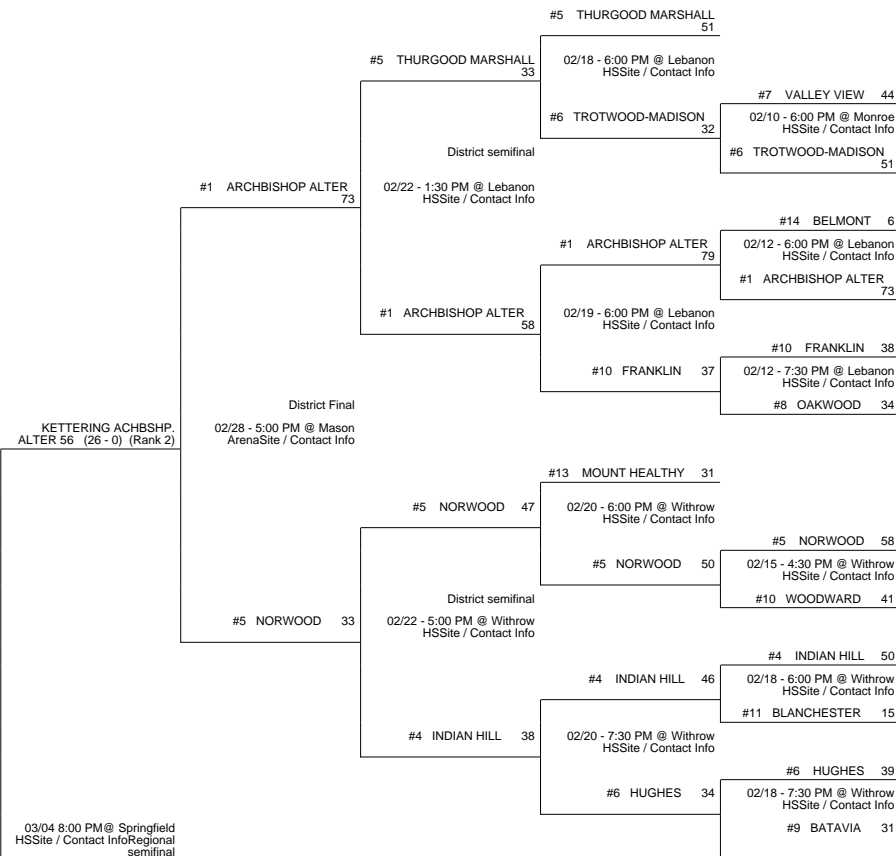 #5 THURGOOD MARSHALL
51
#5 THURGOOD MARSHALL
33
02/18 - 6:00 PM @ Lebanon
HSSite / Contact Info
#7 VALLEY VIEW 44
#6 TROTWOOD-MADISON
32
02/10 - 6:00 PM @ Monroe
HSSite / Contact Info
District semifinal
#6 TROTWOOD-MADISON
51
#1 ARCHBISHOP ALTER
73
02/22 - 1:30 PM @ Lebanon
HSSite / Contact Info
#14 BELMONT 6
#1 ARCHBISHOP ALTER
79
02/12 - 6:00 PM @ Lebanon
HSSite / Contact Info
#1 ARCHBISHOP ALTER
73
#1 ARCHBISHOP ALTER
58
02/19 - 6:00 PM @ Lebanon
HSSite / Contact Info
#10 FRANKLIN 38
#10 FRANKLIN 37
02/12 - 7:30 PM @ Lebanon
HSSite / Contact Info
#8 OAKWOOD 34
District Final
KETTERING ACHBSHP.
ALTER 56 (26 - 0) (Rank 2)
02/28 - 5:00 PM @ Mason
ArenaSite / Contact Info
#13 MOUNT HEALTHY 31
#5 NORWOOD 47
02/20 - 6:00 PM @ Withrow
HSSite / Contact Info
#5 NORWOOD 58
#5 NORWOOD 50
02/15 - 4:30 PM @ Withrow
HSSite / Contact Info
District semifinal
#10 WOODWARD 41
#5 NORWOOD 33
02/22 - 5:00 PM @ Withrow
HSSite / Contact Info
#4 INDIAN HILL 50
#4 INDIAN HILL 46
02/18 - 6:00 PM @ Withrow
HSSite / Contact Info
#11 BLANCHESTER 15
#4 INDIAN HILL 38
02/20 - 7:30 PM @ Withrow
HSSite / Contact Info
#6 HUGHES 39
#6 HUGHES 34
02/18 - 7:30 PM @ Withrow
HSSite / Contact Info
#9 BATAVIA 31
03/04 8:00 PM@ Springfield
HSSite / Contact InfoRegional
semifinal